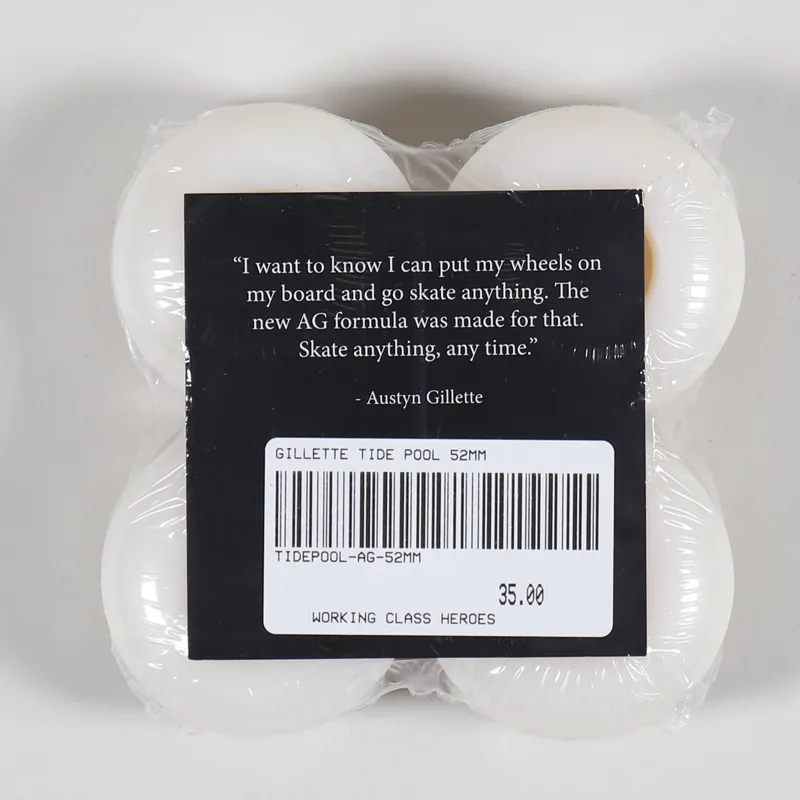 “I want to know I can put my wheels on
my board and go skate anything. The
new AG formula was made for that.
Skate anything, any time.”
- Austyn Gillette
GILLETTE TIDE POOL 52MM
TIDEPOOL-AG-52MM
35.00
WORKING CLASS HEROES